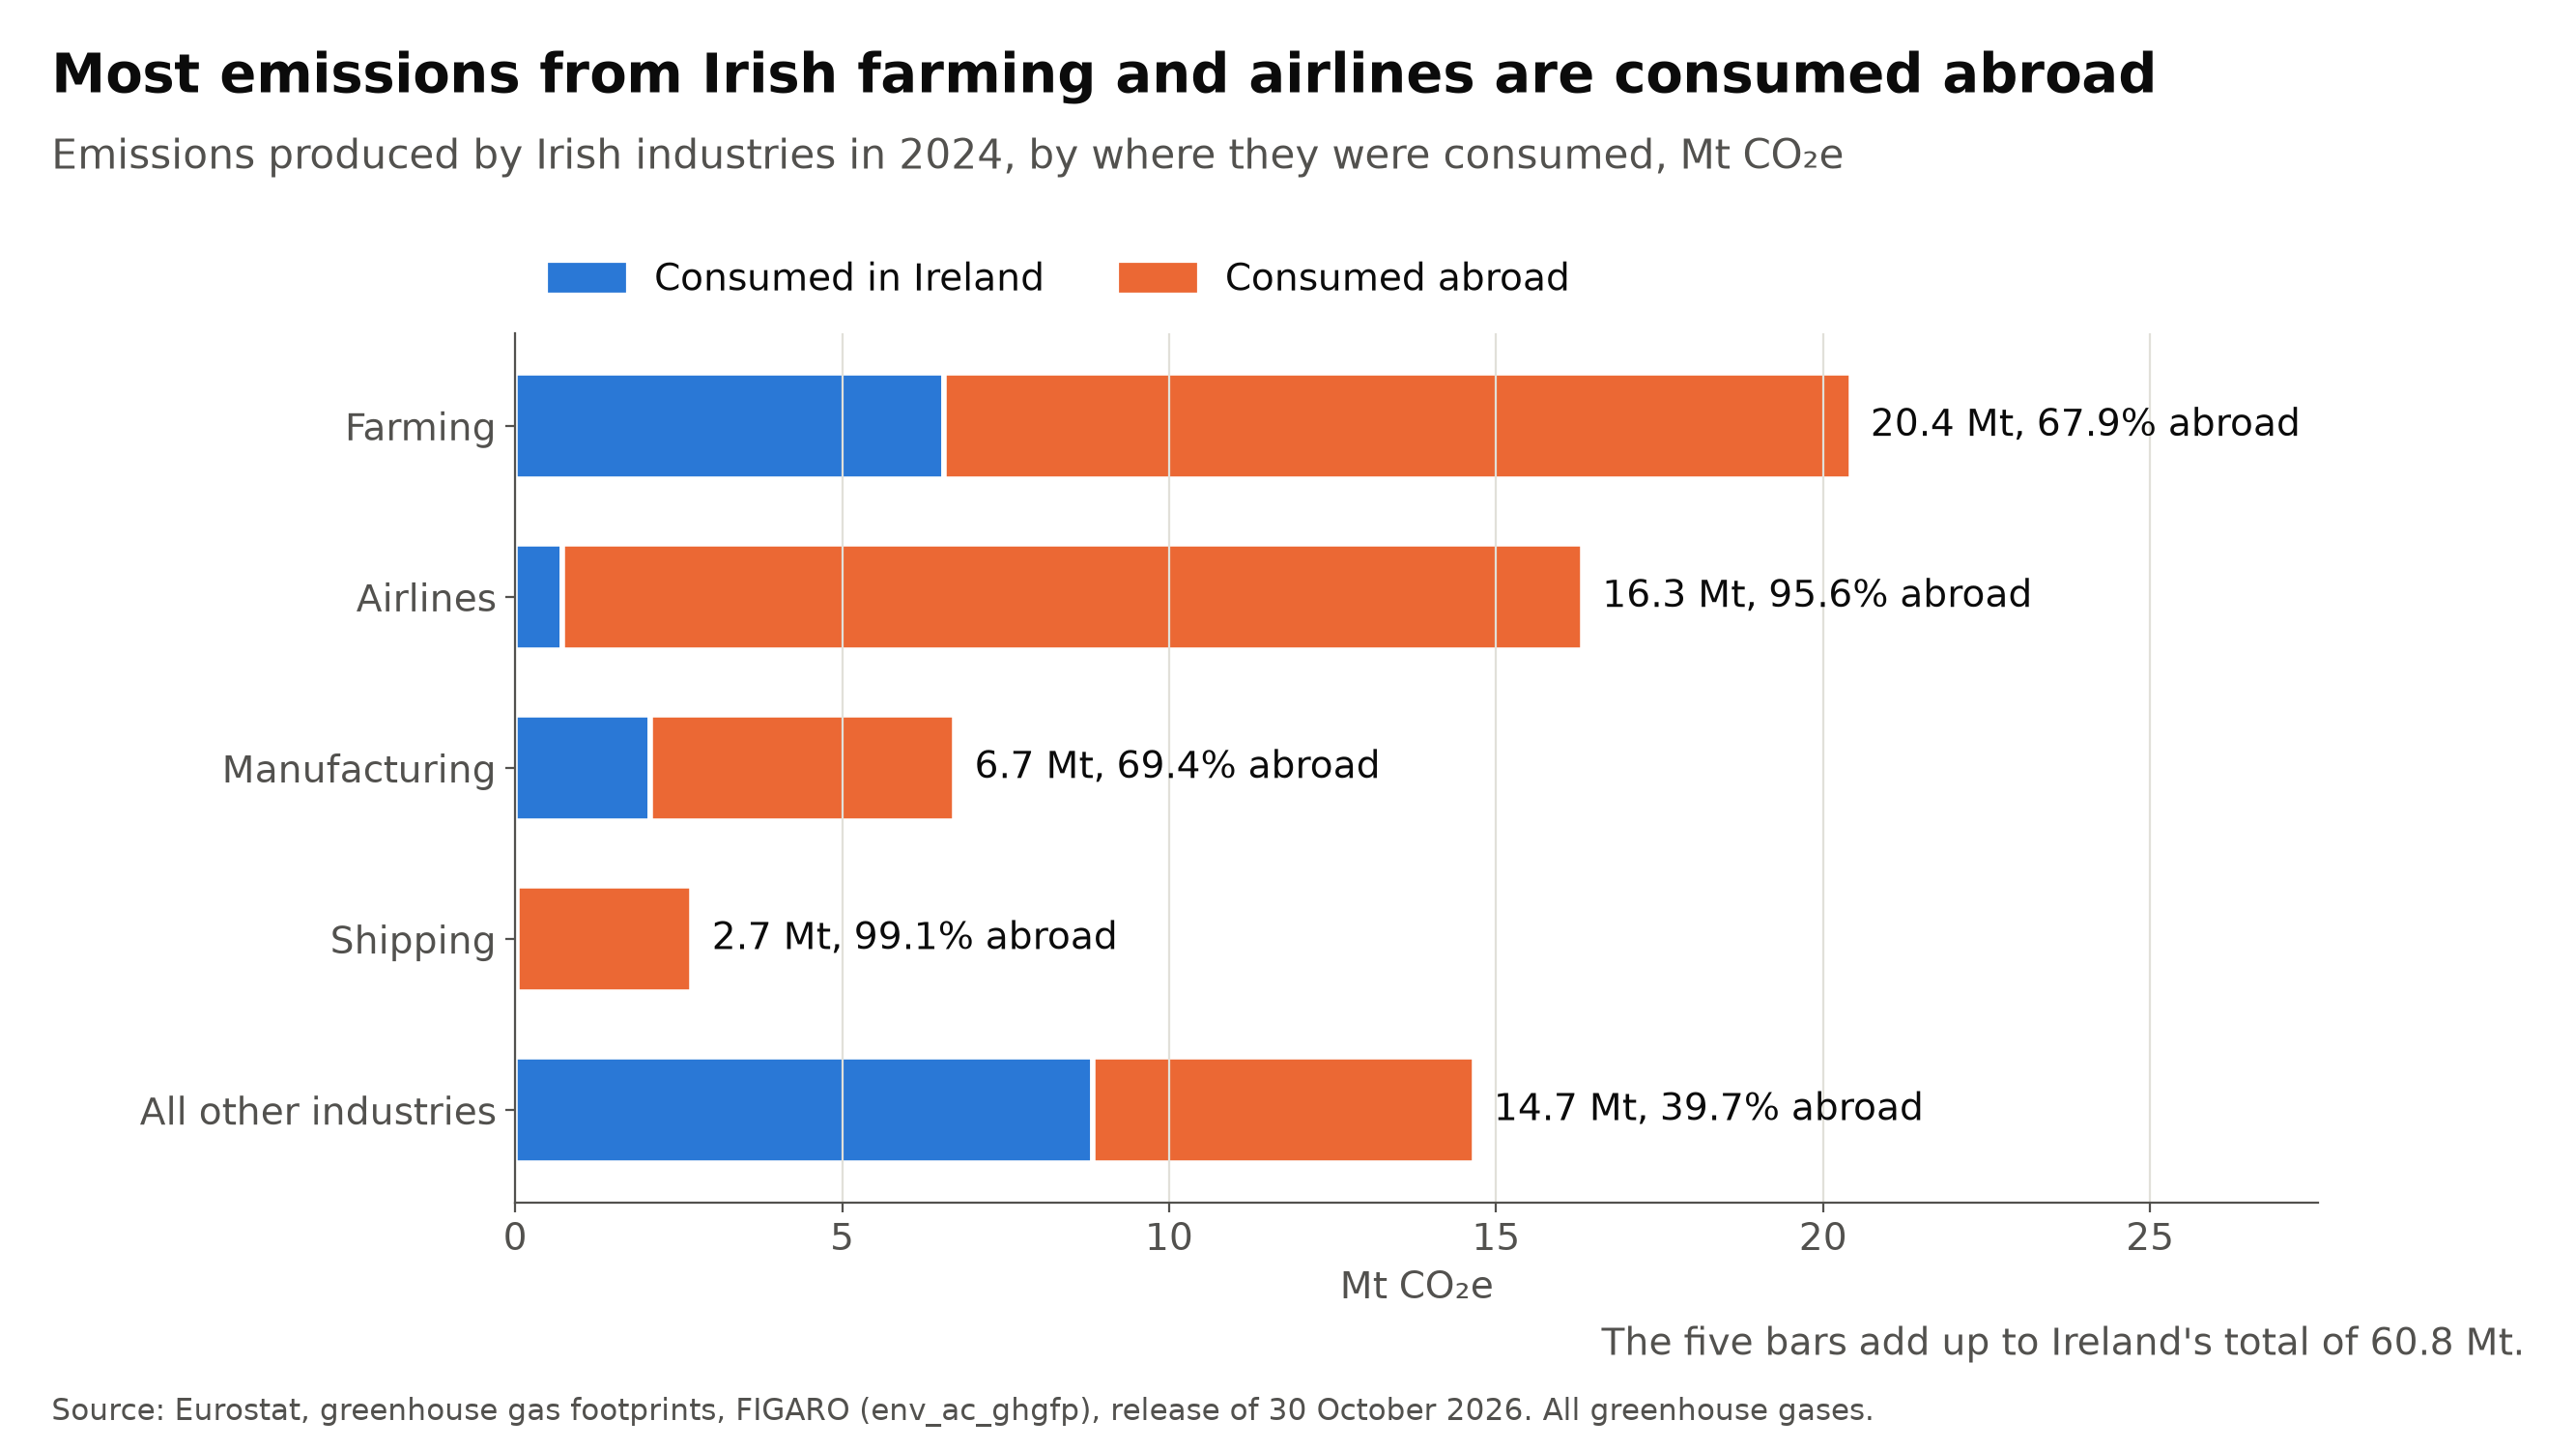 Most emissions from Irish farming and airlines are consumed abroad
Emissions produced by Irish industries in 2024, by where they were consumed, Mt CO₂e
Consumed in Ireland
Consumed abroad
Farming
20.4 Mt, 67.9% abroad
Airlines
16.3 Mt, 95.6% abroad
Manufacturing
6.7 Mt, 69.4% abroad
Shipping
2.7 Mt, 99.1% abroad
All other industries
14.7 Mt, 39.7% abroad
0 5 10 15 20 25
Mt CO₂e
The five bars add up to Ireland's total of 60.8 Mt.
Source: Eurostat, greenhouse gas footprints, FIGARO (env_ac_ghgfp), release of 30 October 2026. All greenhouse gases.